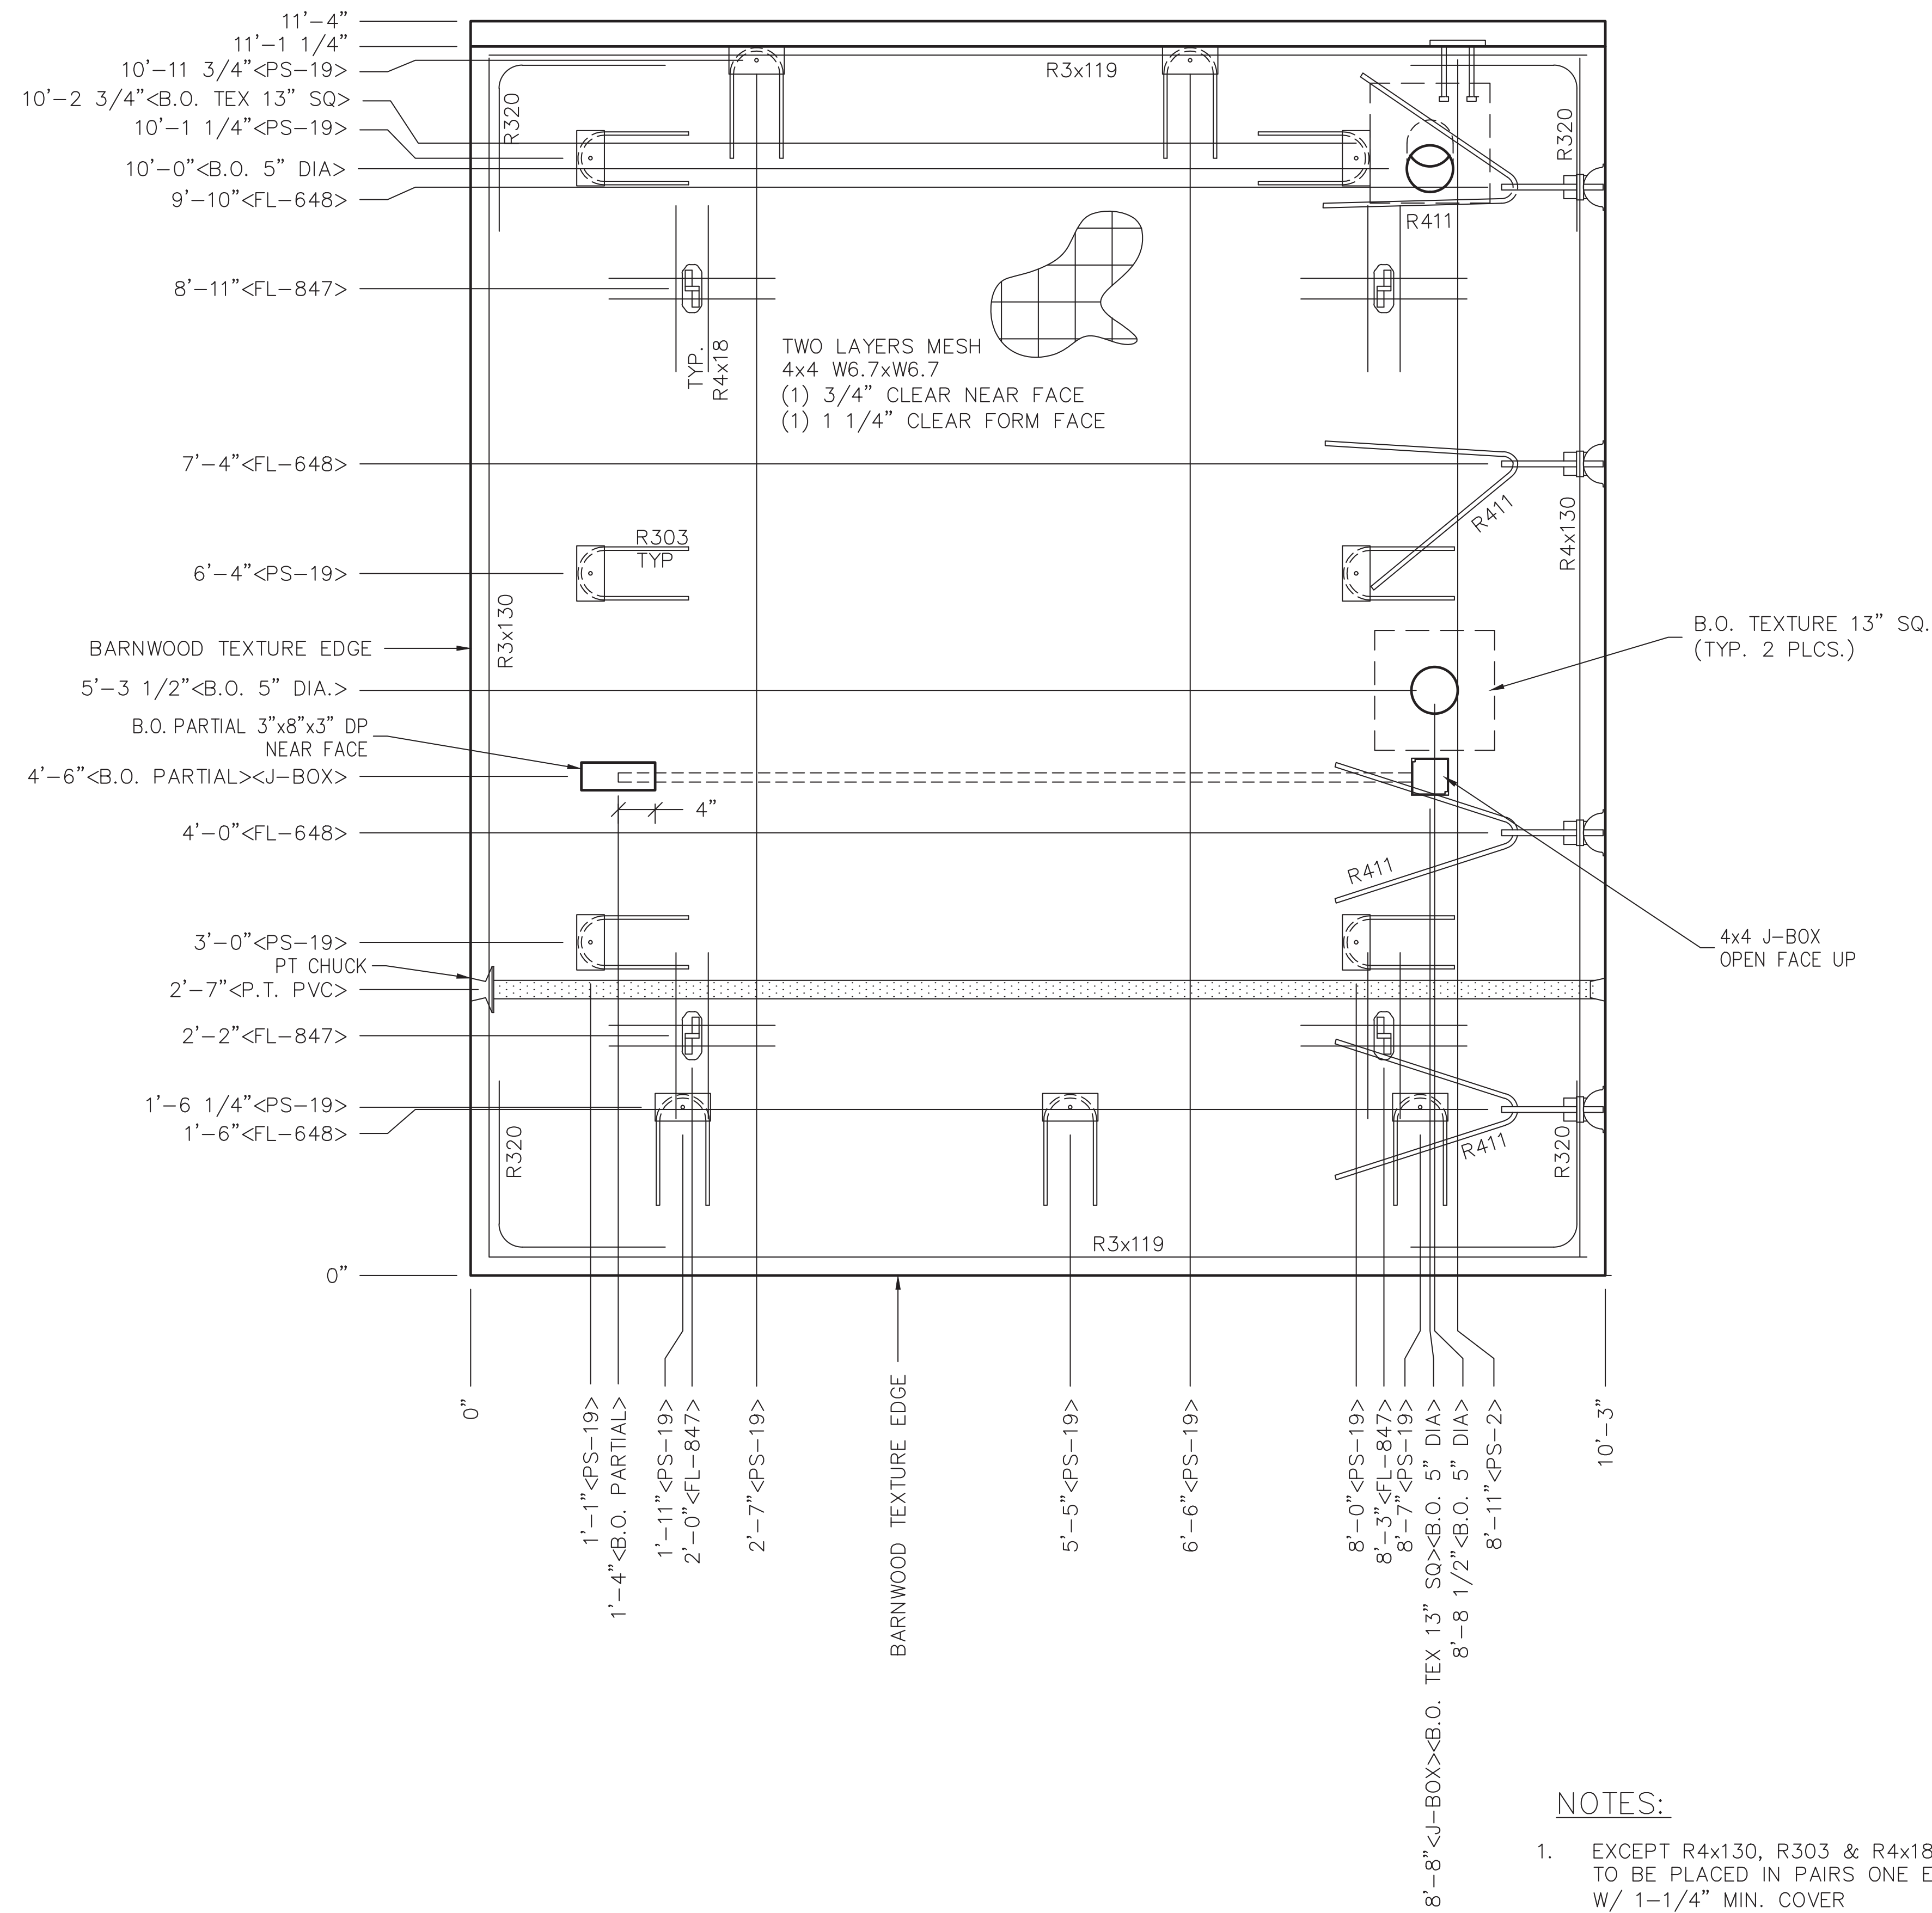 11'-4"
11'-1 1/4"
10'-11 3/4"<PS-19>
10'-2 3/4"<B.O. TEX 13" SQ>
10'-1 1/4"<PS-19>
10'-0"<B.O. 5" DIA>
9'-10"<FL-648>
8'-11"<FL-847>
7'-4"<FL-648>
6'-4"<PS-19>
BARNWOOD TEXTURE EDGE
5'-3 1/2"<B.O. 5" DIA.>
B.O. PARTIAL 3"x8"x3" DP
NEAR FACE
4'-6"<B.O. PARTIAL><J-BOX>
4'-0"<FL-648>
3'-0"<PS-19>
PT CHUCK
2'-7"<P.T. PVC>
2'-2"<FL-847>
1'-6 1/4"<PS-19>
1'-6"<FL-648>
0"
R3x119
R320
R320
R411
TYP.
R4x18
TWO LAYERS MESH
4x4 W6.7xW6.7
(1) 3/4" CLEAR NEAR FACE
(1) 1 1/4" CLEAR FORM FACE
R411
R4x130
R303
TYP
R3x130
B.O. TEXTURE 13" SQ.
(TYP. 2 PLCS.)
4"
R411
4x4 J-BOX
OPEN FACE UP
R320
R411
R320
R3x119
0"
1'-1"<PS-19>
1'-4"<B.O. PARTIAL>
1'-11"<PS-19>
2'-0"<FL-847>
2'-7"<PS-19>
BARNWOOD TEXTURE EDGE
5'-5"<PS-19>
6'-6"<PS-19>
8'-0"<PS-19>
8'-3"<FL-847>
8'-7"<PS-19>
8'-8"<J-BOX><B.O. TEX 13" SQ><B.O. 5" DIA>
8'-8 1/2"<B.O. 5" DIA>
8'-11"<PS-2>
10'-3"
NOTES:
1. EXCEPT R4x130, R303 & R4x18
TO BE PLACED IN PAIRS ONE
W/ 1-1/4" MIN. COVER